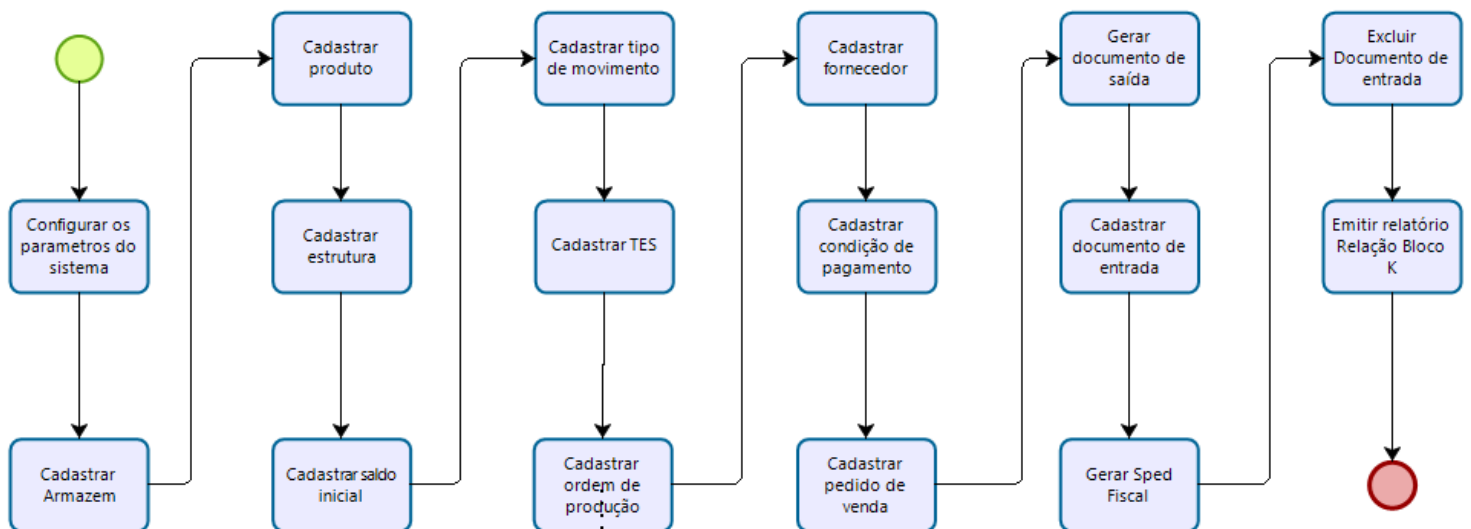 Configurar os
parametros do
sistema
Cadastrar
Armazem
Cadastrar
produto
Cadastrar
estrutura
Cadastrar saldo
inicial
Cadastrar tipo
de movimento
Cadastrar TES
Cadastrar
ordem de
produção
Cadastrar
fornecedor
Cadastrar
condição de
pagamento
Cadastrar
pedido de
venda
Gerar
documento de
saída
Cadastrar
documento de
entrada
Gerar Sped
Fiscal
Excluir
Documento de
entrada
Emitir relatório
Relação Bloco
K